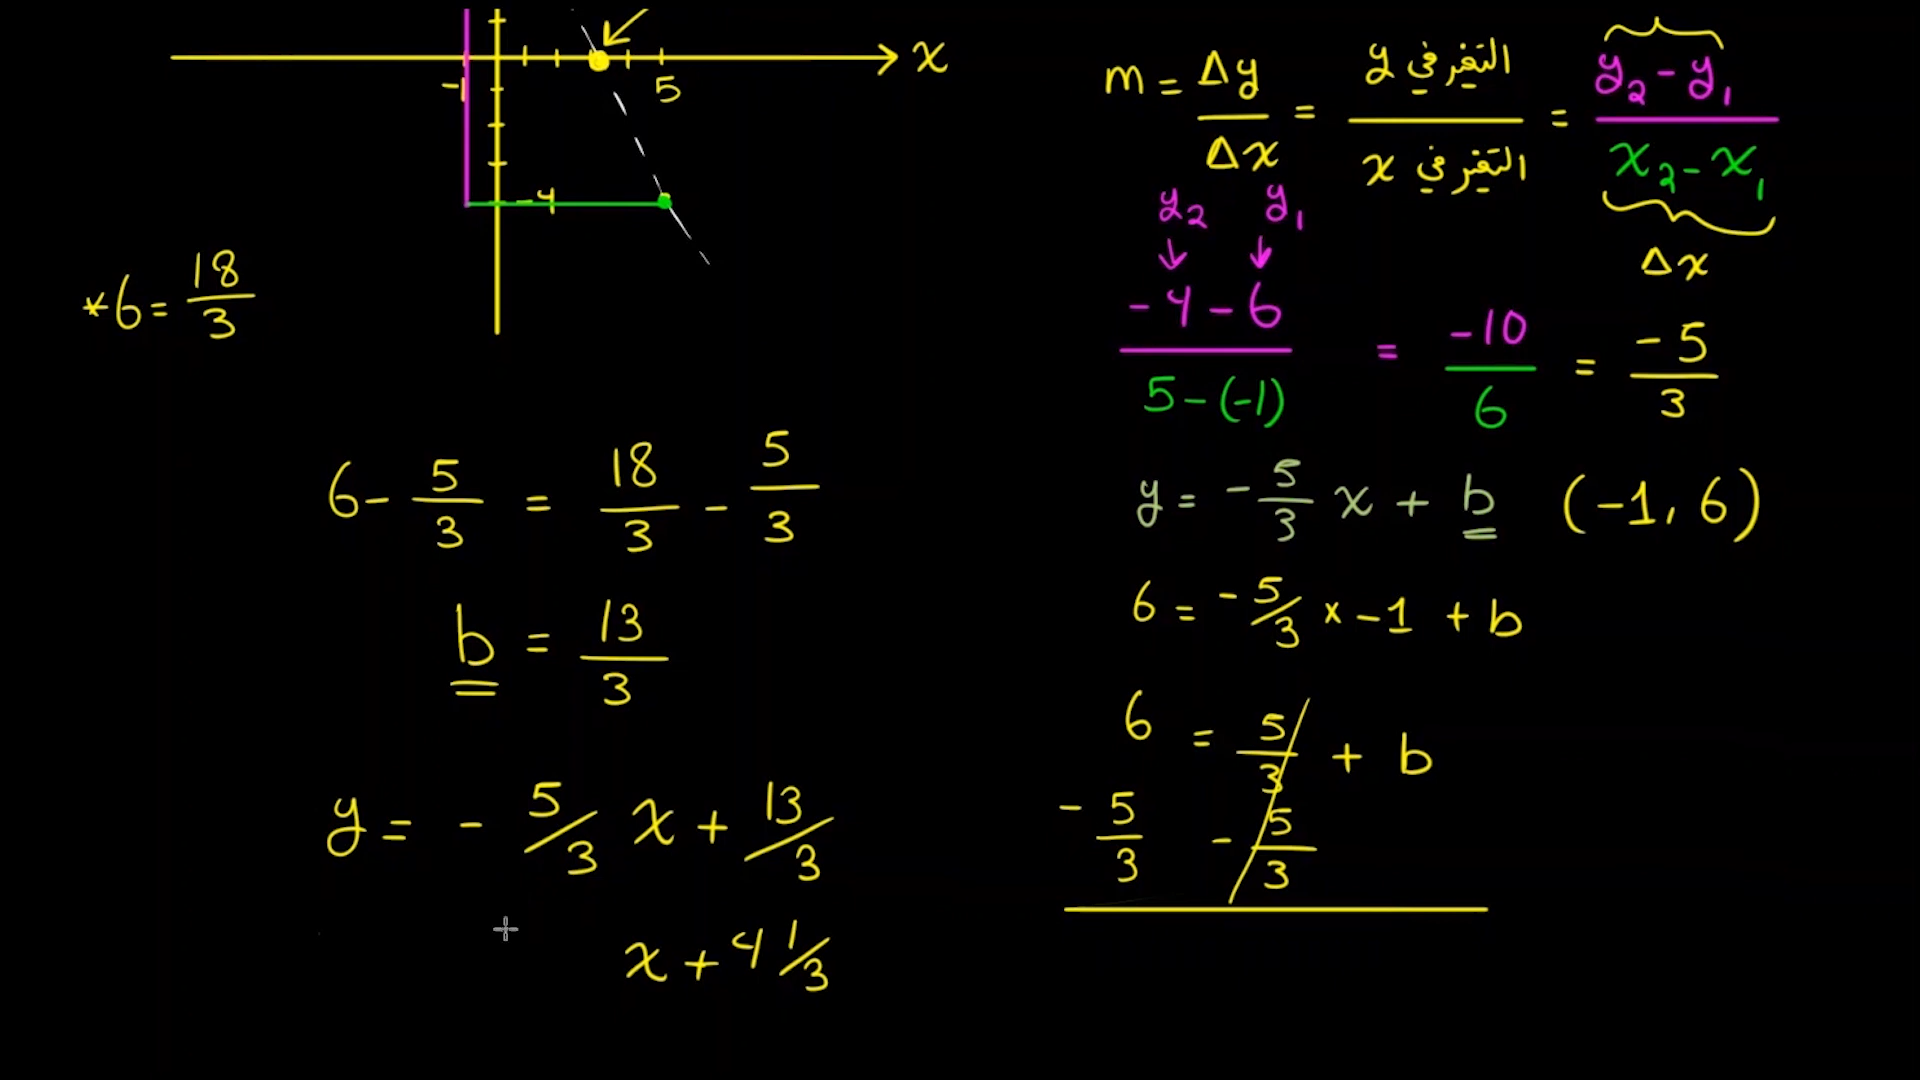 x
-1
5
-4
m = Δy / Δx = التغير في y / التغير في x = y₂ - y₁ / x₂ - x₁
Δx
y₂ y₁
-4 - 6 / 5 - (-1) = -10 / 6 = -5 / 3
*6 = 18/3
y = -5/3 x + b (-1, 6)
6 = -5/3 × -1 + b
6 = 5/3 + b
-5/3 -5/3
6 - 5/3 = 18/3 - 5/3
b = 13/3
y = - 5/3 x + 13/3
x + 4 1/3